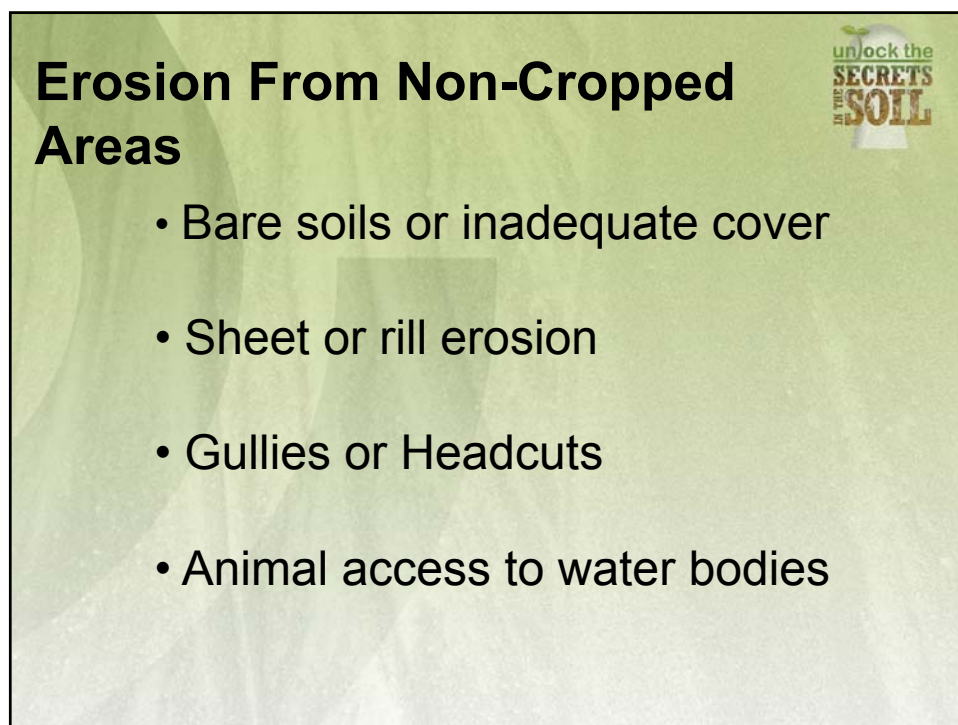 Erosion From Non-Cropped
Areas
unlock the
SECRETS
IN THE
SOIL
• Bare soils or inadequate cover
• Sheet or rill erosion
• Gullies or Headcuts
• Animal access to water bodies